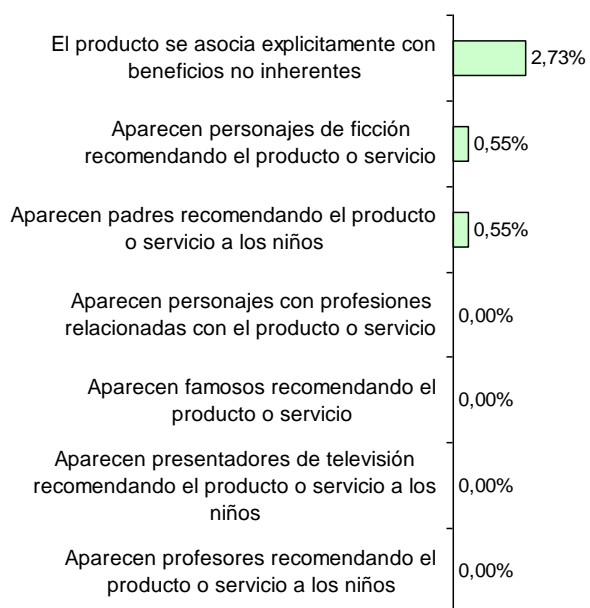 El producto se asocia explicitamente con
beneficios no inherentes
2,73%
Aparecen personajes de ficción
recomendando el producto o servicio
0,55%
Aparecen padres recomendando el producto
o servicio a los niños
0,55%
Aparecen personajes con profesiones
relacionadas con el producto o servicio
0,00%
Aparecen famosos recomendando el
producto o servicio
0,00%
Aparecen presentadores de televisión
recomendando el producto o servicio a los
niños
0,00%
Aparecen profesores recomendando el
producto o servicio a los niños
0,00%